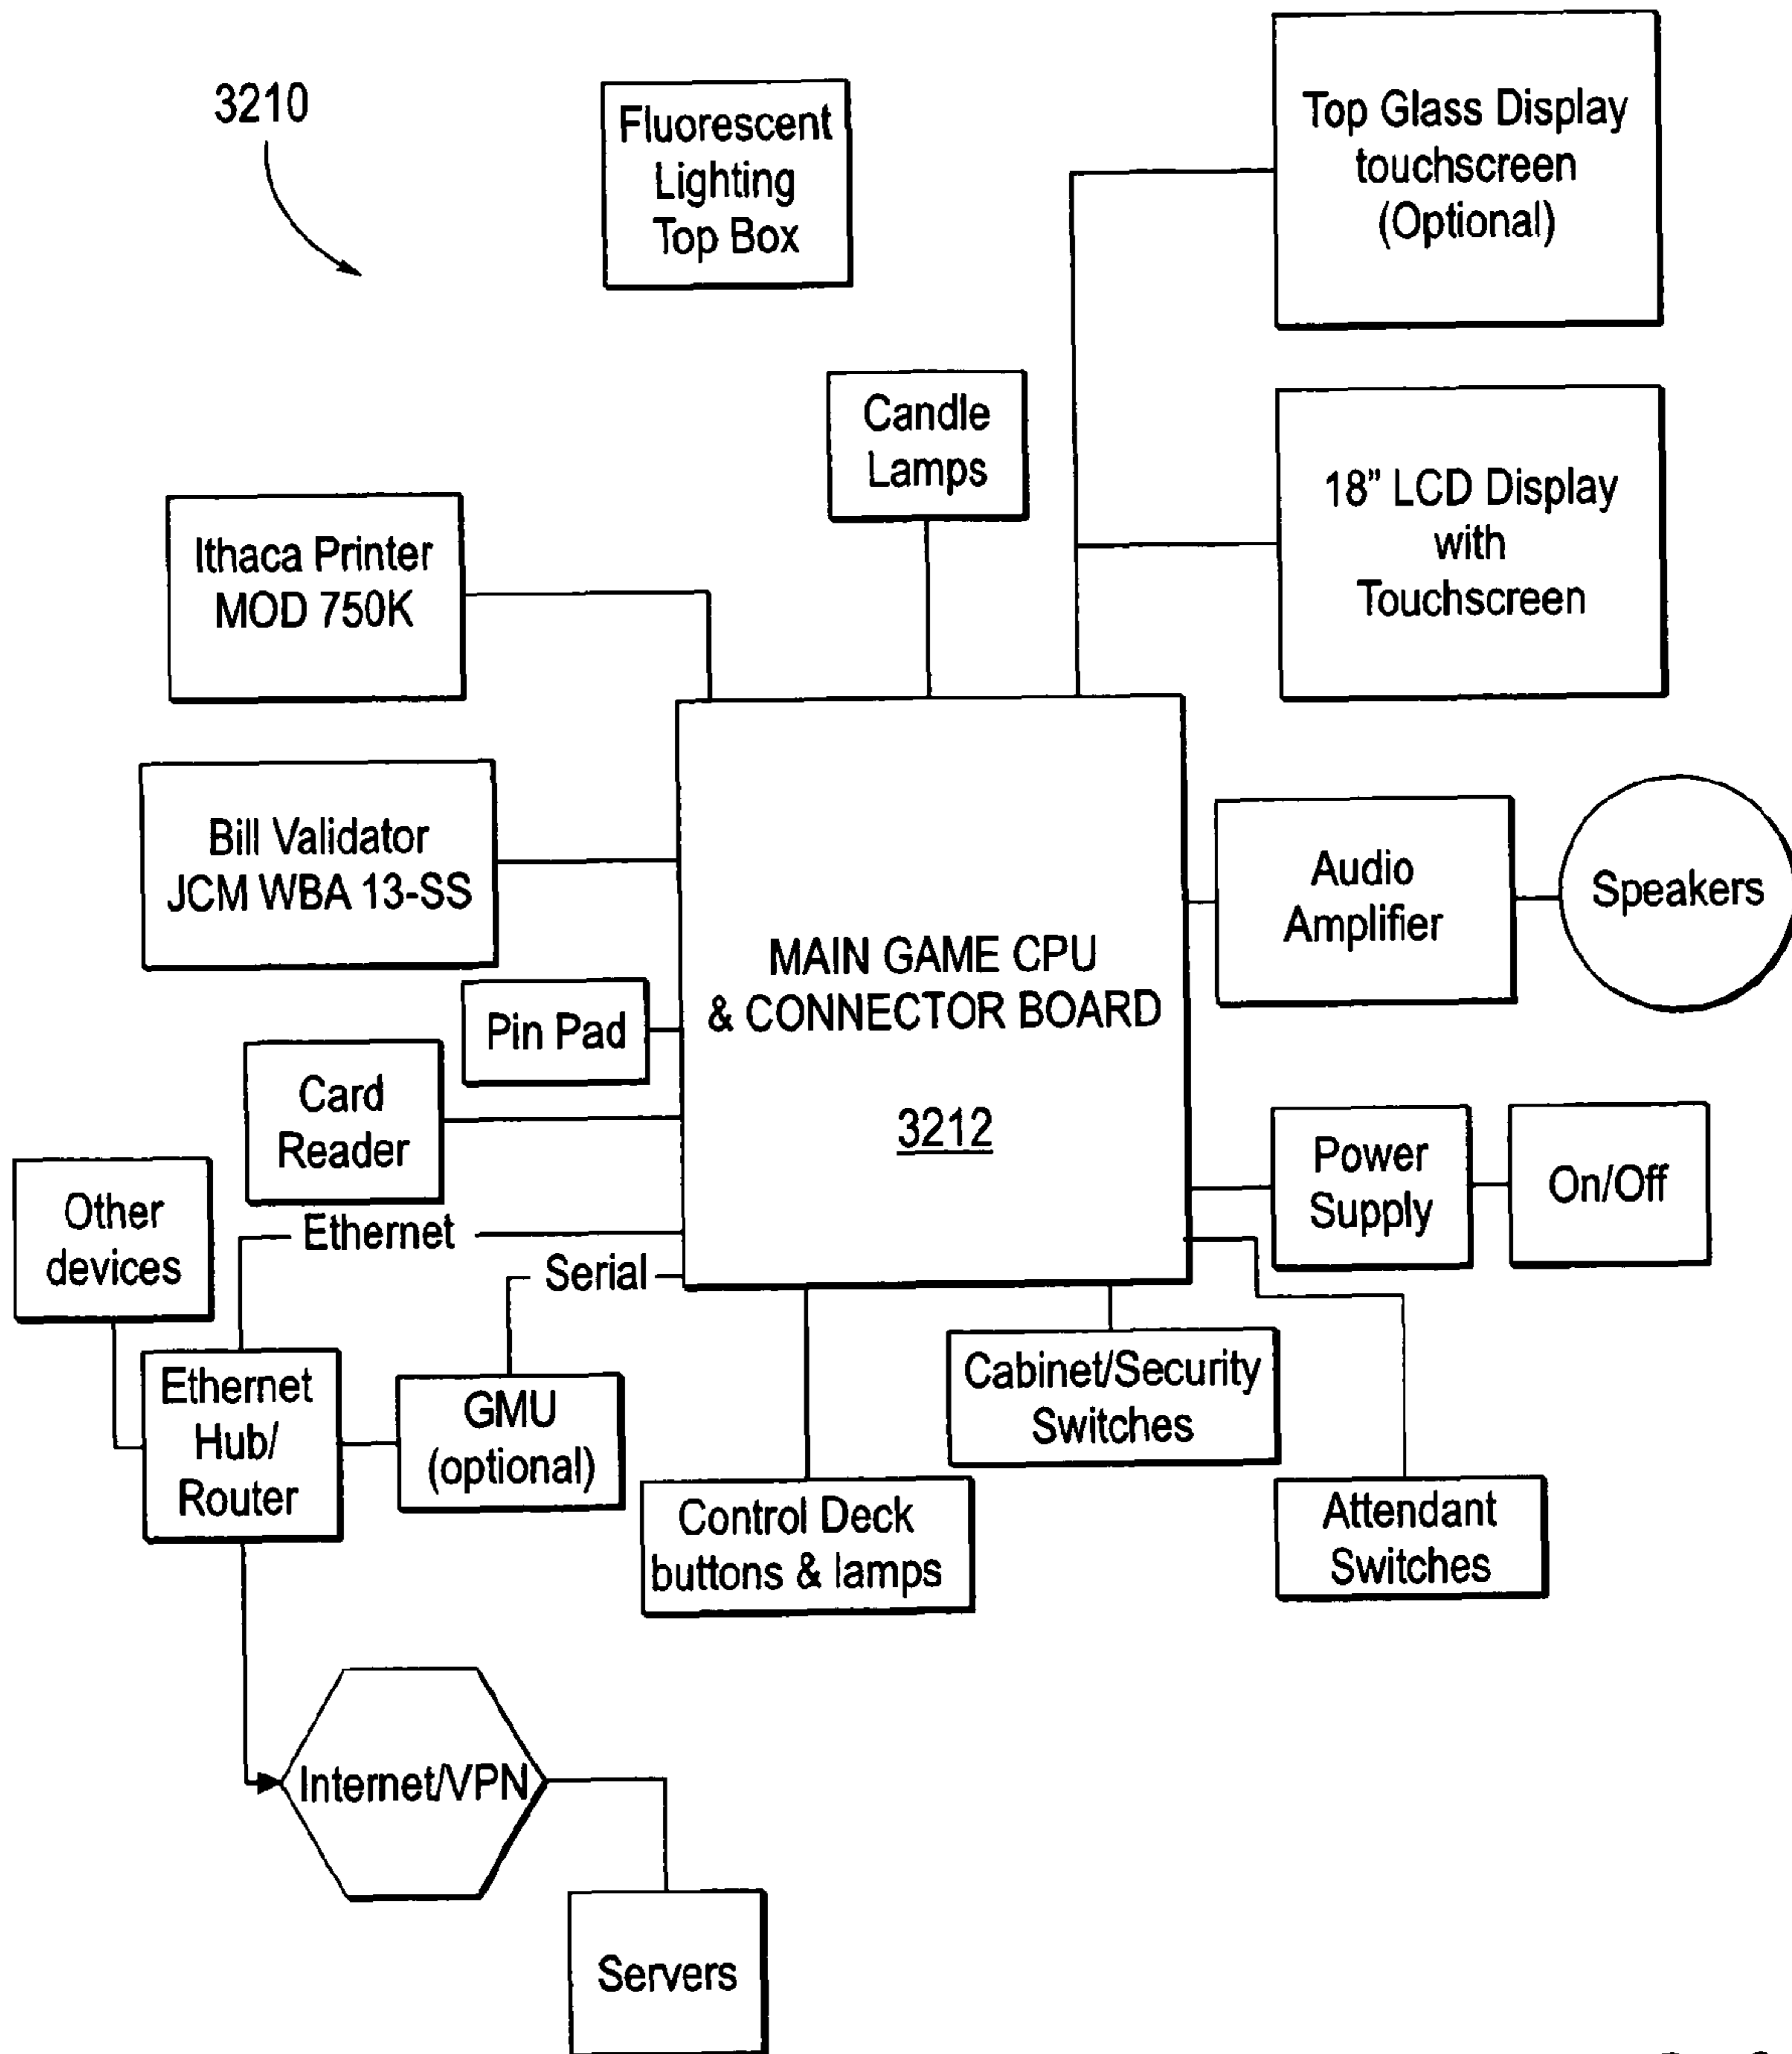 3210
Fluorescent
Lighting
Top Box
Top Glass Display
touchscreen
(Optional)
Candle
Lamps
18” LCD Display
with
Touchscreen
Ithaca Printer
MOD 750K
Bill Validator
JCM WBA 13-SS
MAIN GAME CPU
& CONNECTOR BOARD
3212
Audio
Amplifier
Speakers
Pin Pad
Card
Reader
Power
Supply
On/Off
Other
devices
Ethernet
Serial
Ethernet
Hub/
Router
GMU
(optional)
Cabinet/Security
Switches
Control Deck
buttons & lamps
Attendant
Switches
Internet/VPN
Servers